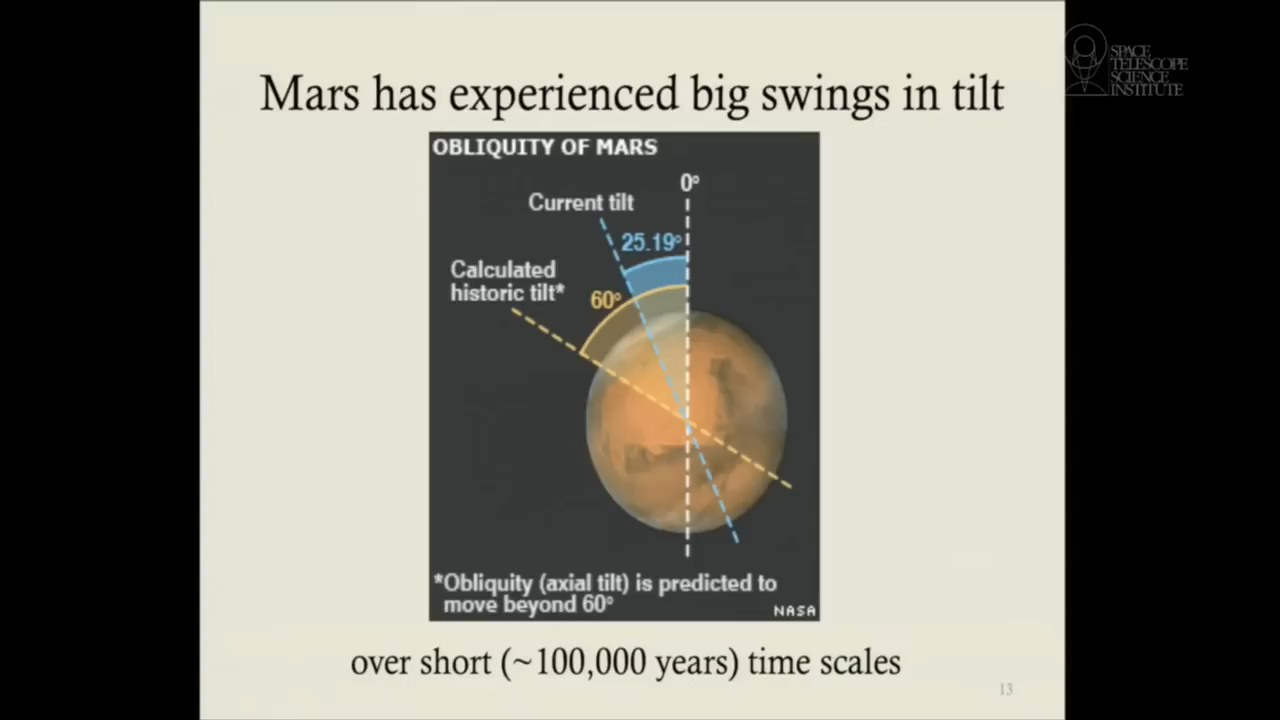 Mars has experienced big swings in tilt
SPACE
TELESCOPE
SCIENCE
INSTITUTE
OBLIQUITY OF MARS
0°
Current tilt
25.19°
Calculated
historic tilt*
60°
*Obliquity (axial tilt) is predicted to
move beyond 60°
NASA
over short (~100,000 years) time scales
13